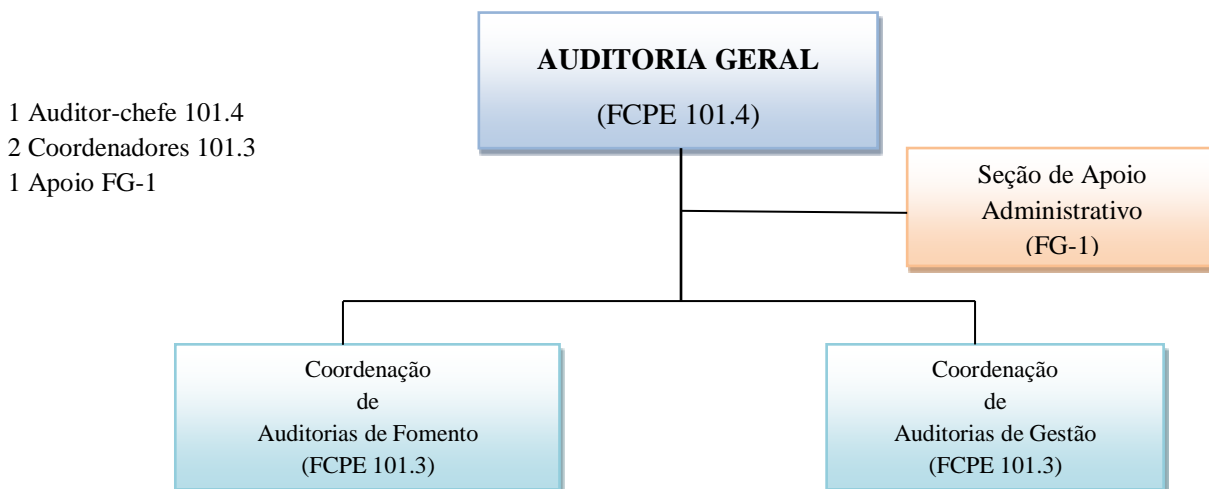 AUDITORIA GERAL
(FCPE 101.4)
1 Auditor-chefe 101.4
2 Coordenadores 101.3
1 Apoio FG-1
Seção de Apoio
Administrativo
(FG-1)
Coordenação
de
Auditorias de Fomento
(FCPE 101.3)
Coordenação
de
Auditorias de Gestão
(FCPE 101.3)